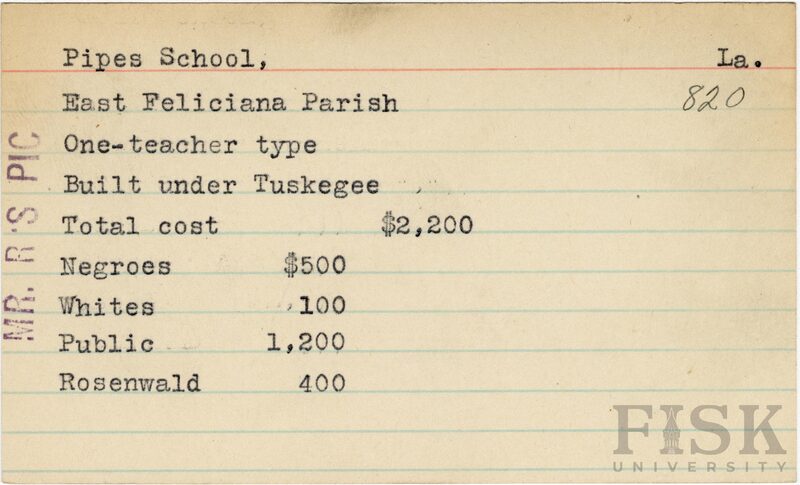 Pipes School, La.
East Feliciana Parish 820
One-teacher type
Built under Tuskegee
Total cost $2,200
Negroes $500
Whites 100
Public 1,200
Rosenwald 400
MR. R'S PIC
FISK
UNIVERSITY